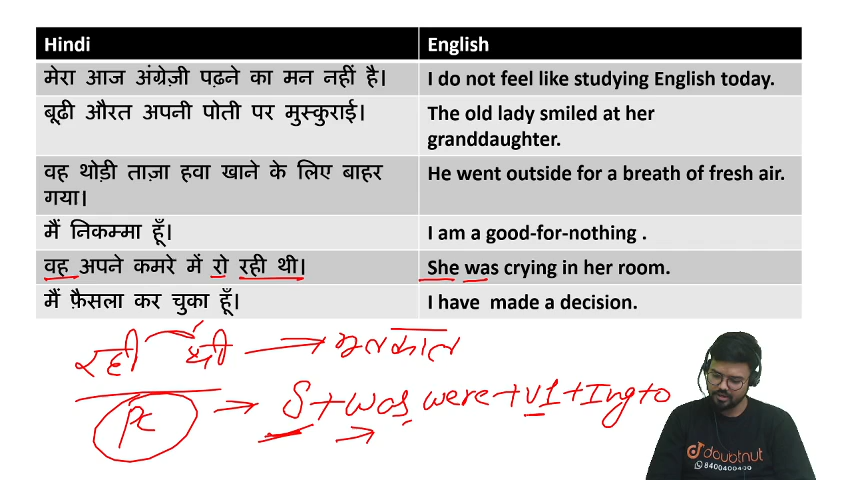 Hindi English
मेरा आज अंग्रेज़ी पढ़ने का मन नहीं है। I do not feel like studying English today.
बूढी औरत अपनी पोती पर मुस्कुराई। The old lady smiled at her
granddaughter.
वह थोड़ी ताज़ा हवा खाने के लिए बाहर He went outside for a breath of fresh air.
गया।
मैं निकम्मा हूँ। I am a good-for-nothing .
वह अपने कमरे में रो रही थी। She was crying in her room.
मैं फ़ैसला कर चुका हूँ। I have made a decision.
रही थी → भूतकाल
PC → S + was were + v1 + Ing + o
doubtnut
8400400400